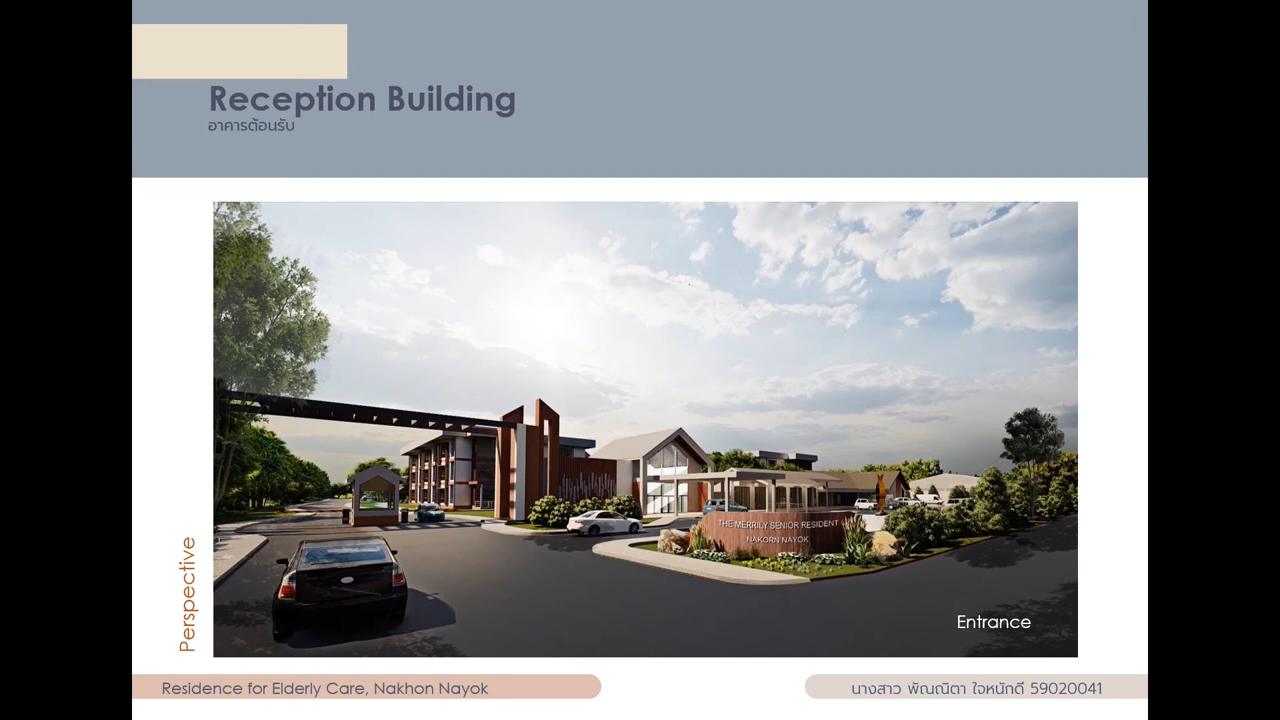 Reception Building
อาคารต้อนรับ
THE MERRILY SENIOR RESIDENT
NAKORN NAYOK
Entrance
Perspective
Residence for Elderly Care, Nakhon Nayok
นางสาว พัณณิตา ใจหนักดี 59020041